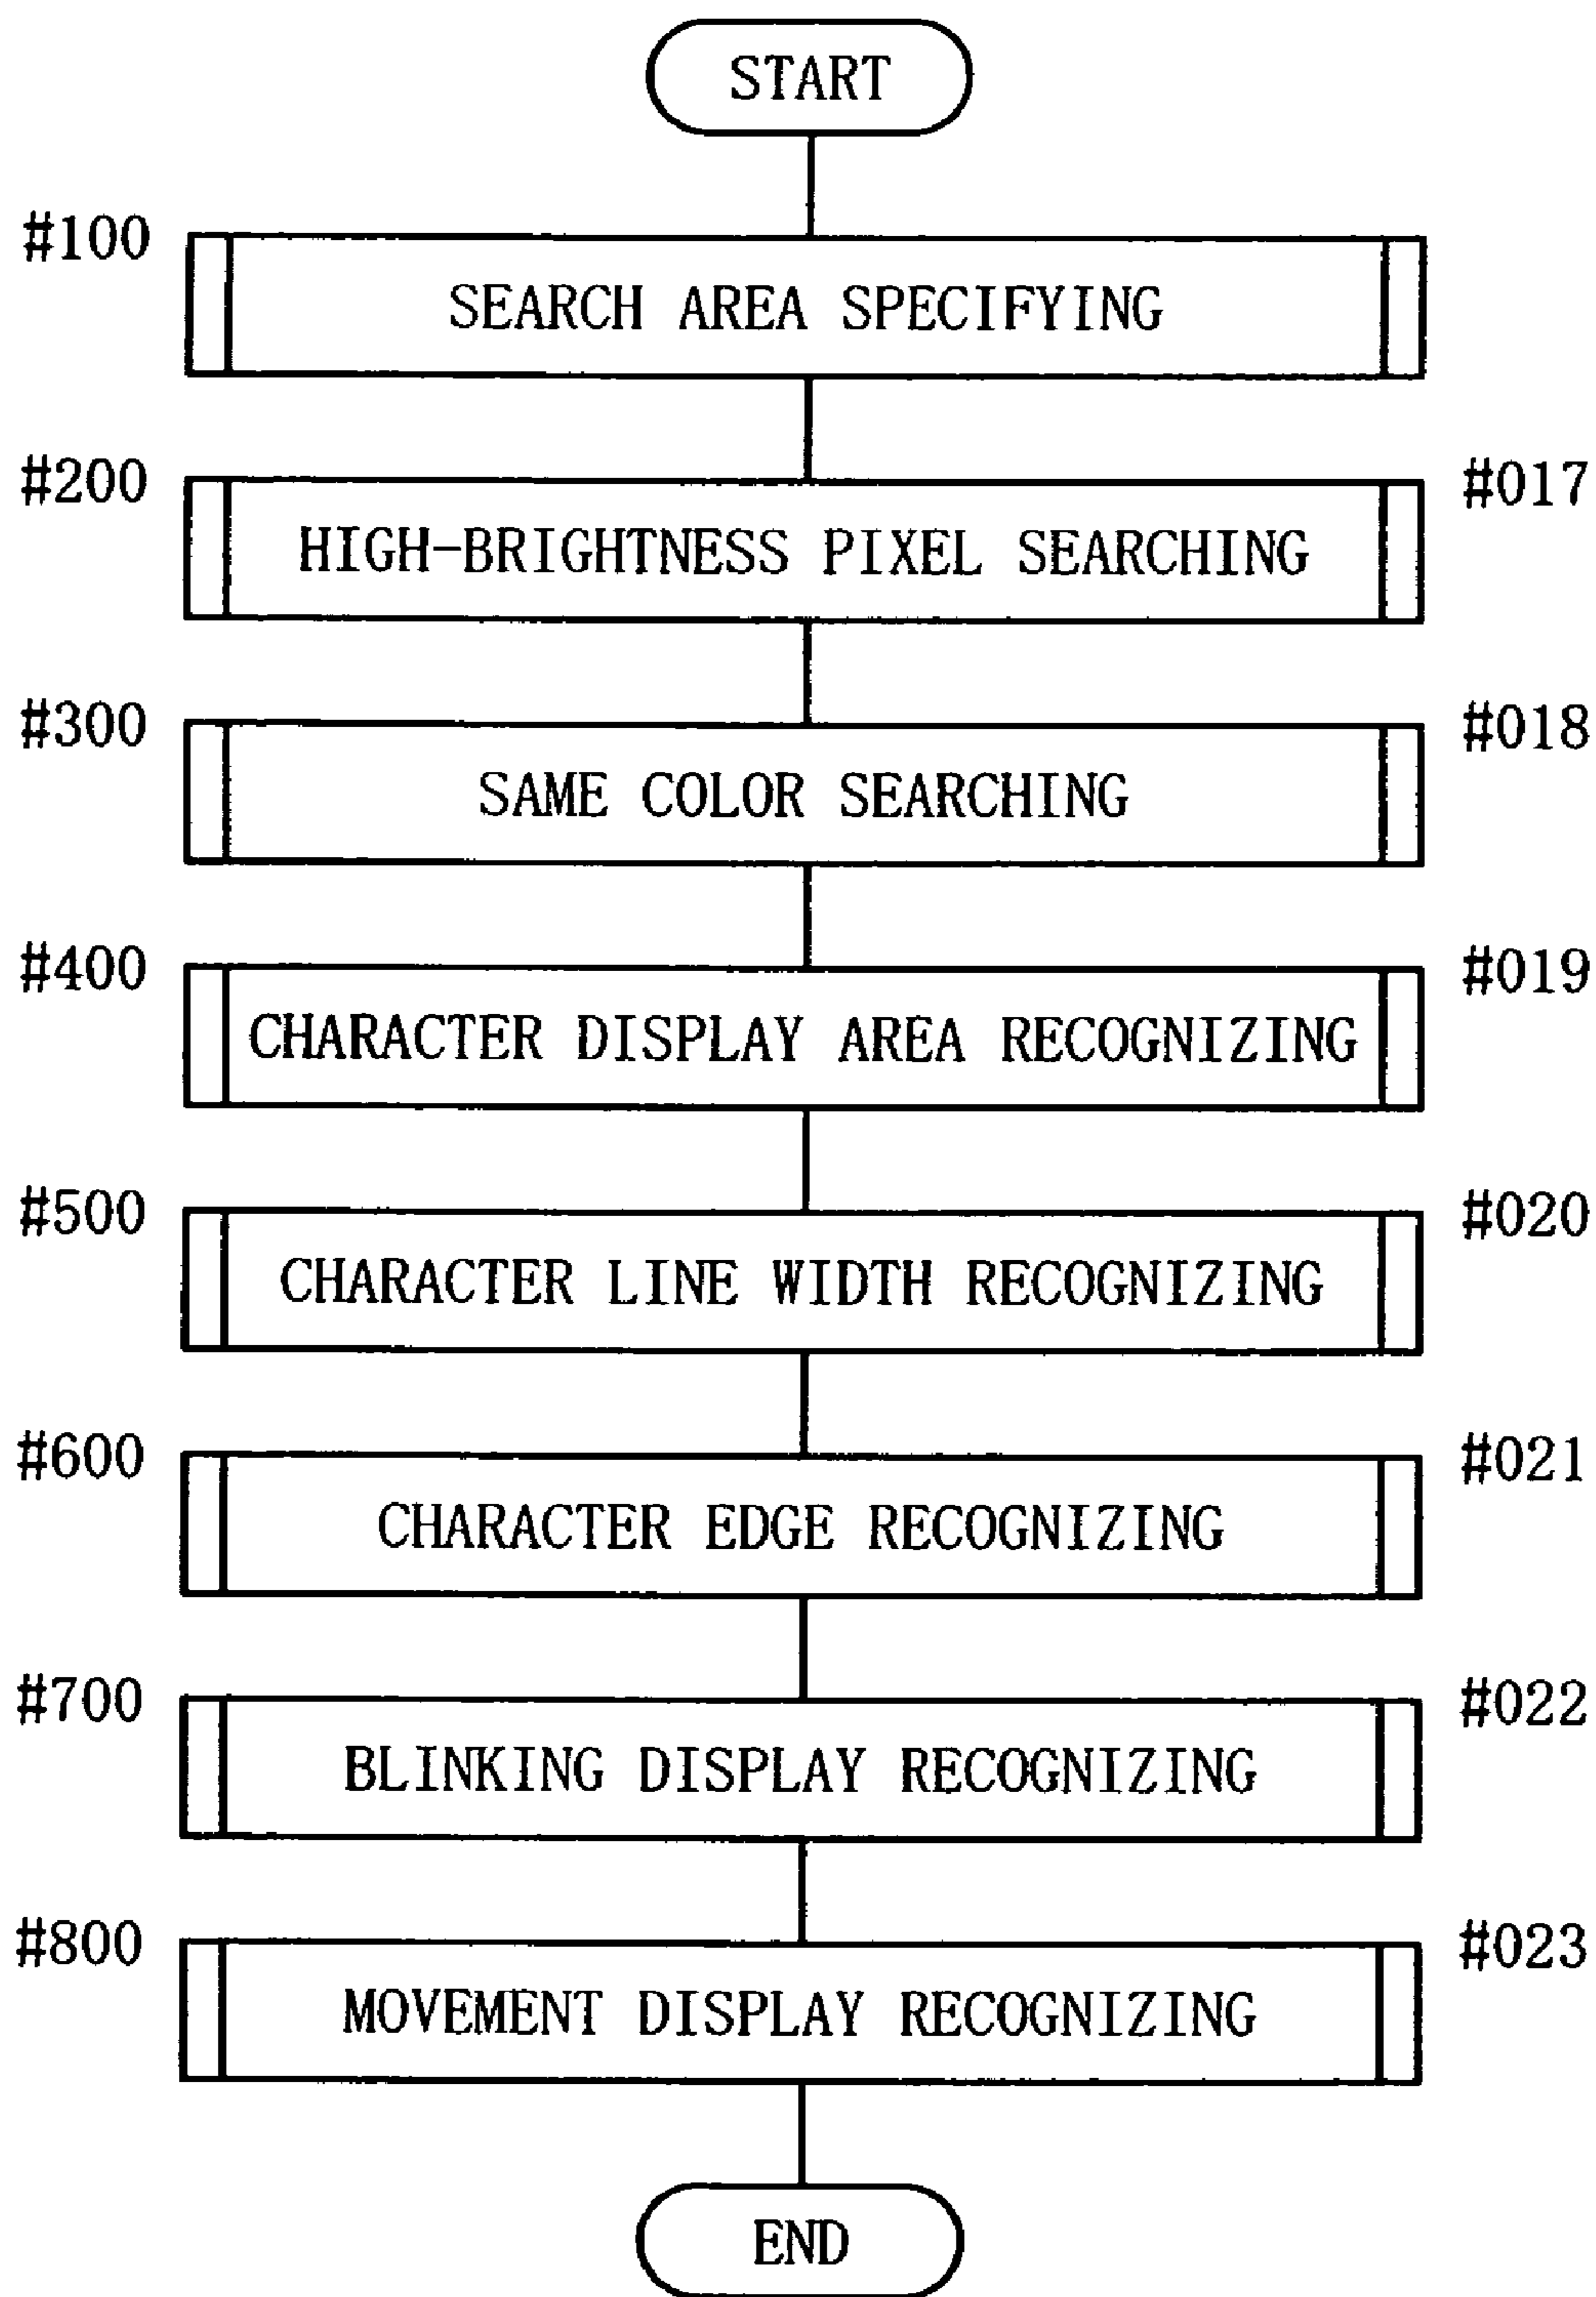 START
#100
SEARCH AREA SPECIFYING
#200 #017
HIGH-BRIGHTNESS PIXEL SEARCHING
#300 #018
SAME COLOR SEARCHING
#400 #019
CHARACTER DISPLAY AREA RECOGNIZING
#500 #020
CHARACTER LINE WIDTH RECOGNIZING
#600 #021
CHARACTER EDGE RECOGNIZING
#700 #022
BLINKING DISPLAY RECOGNIZING
#800 #023
MOVEMENT DISPLAY RECOGNIZING
END